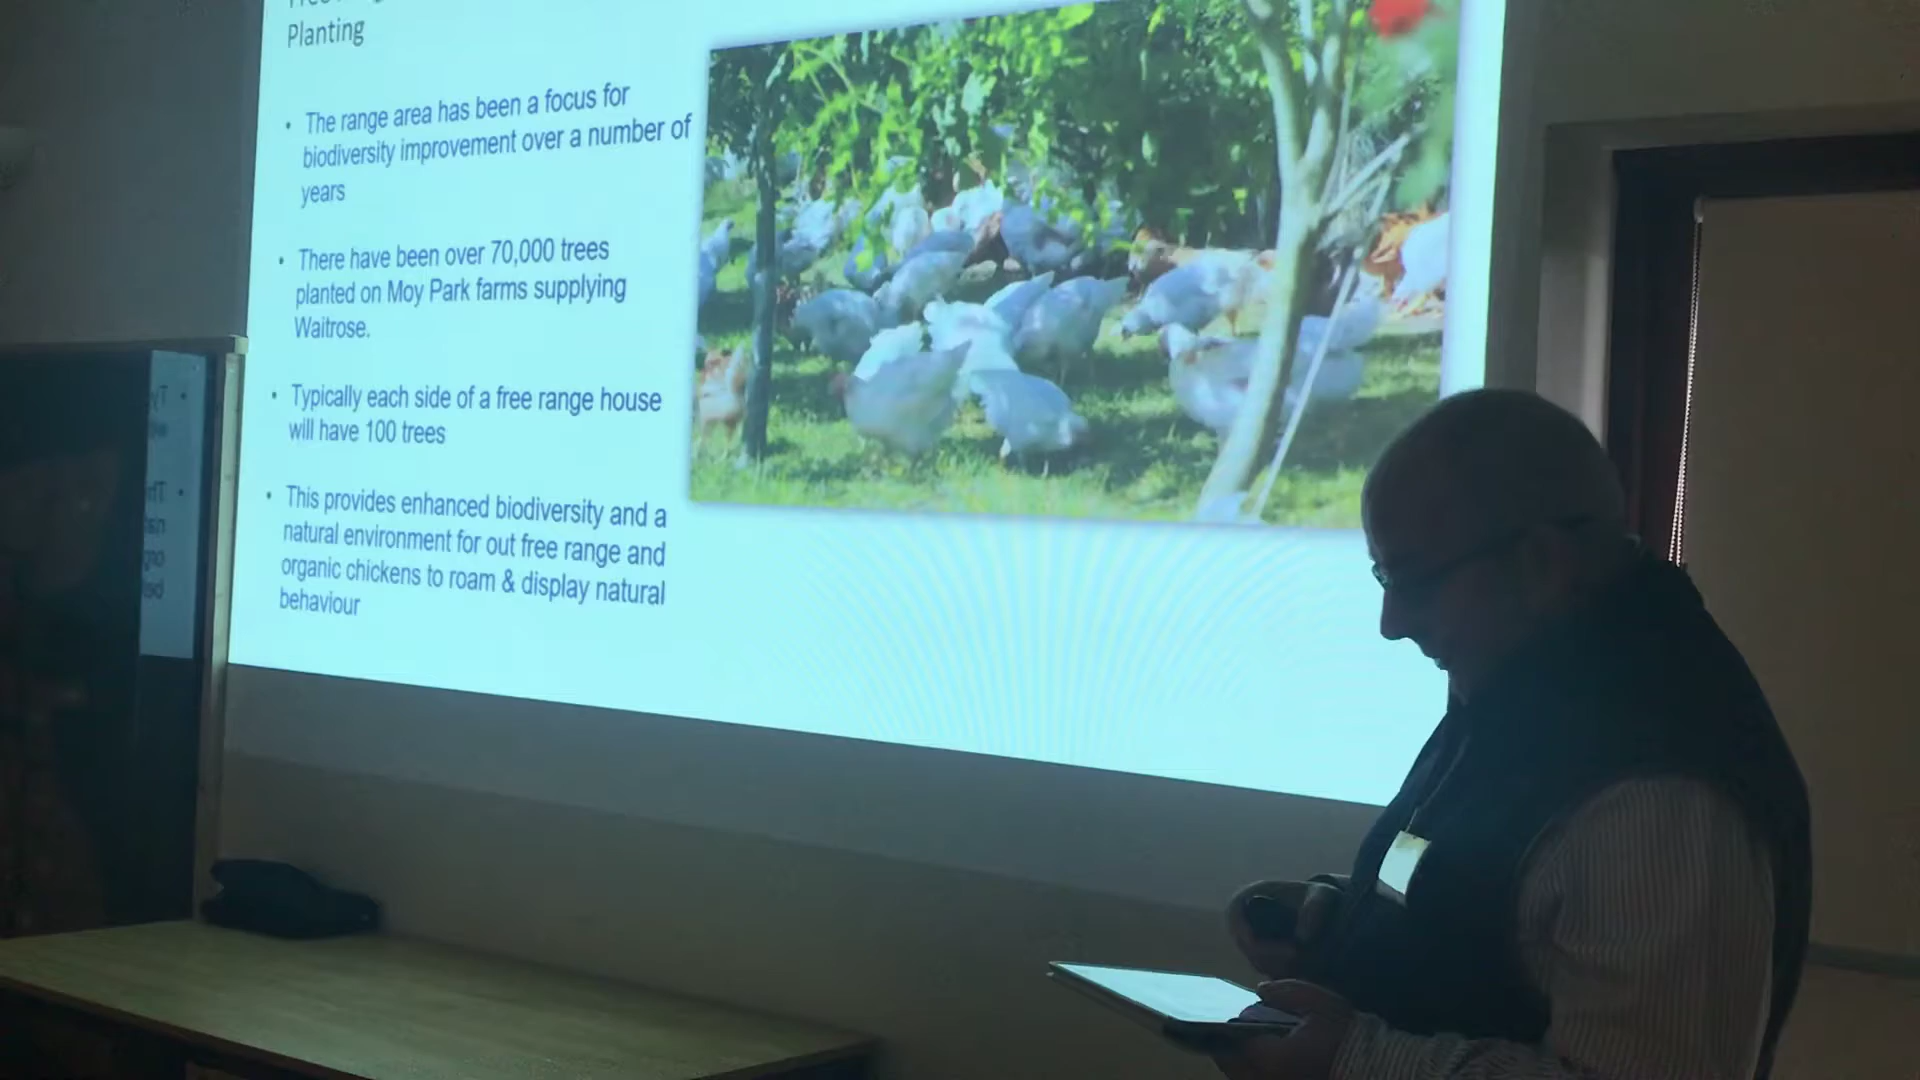 Planting
• The range area has been a focus for
biodiversity improvement over a number of
years
• There have been over 70,000 trees
planted on Moy Park farms supplying
Waitrose.
• Typically each side of a free range house
will have 100 trees
• This provides enhanced biodiversity and a
natural environment for out free range and
organic chickens to roam & display natural
behaviour